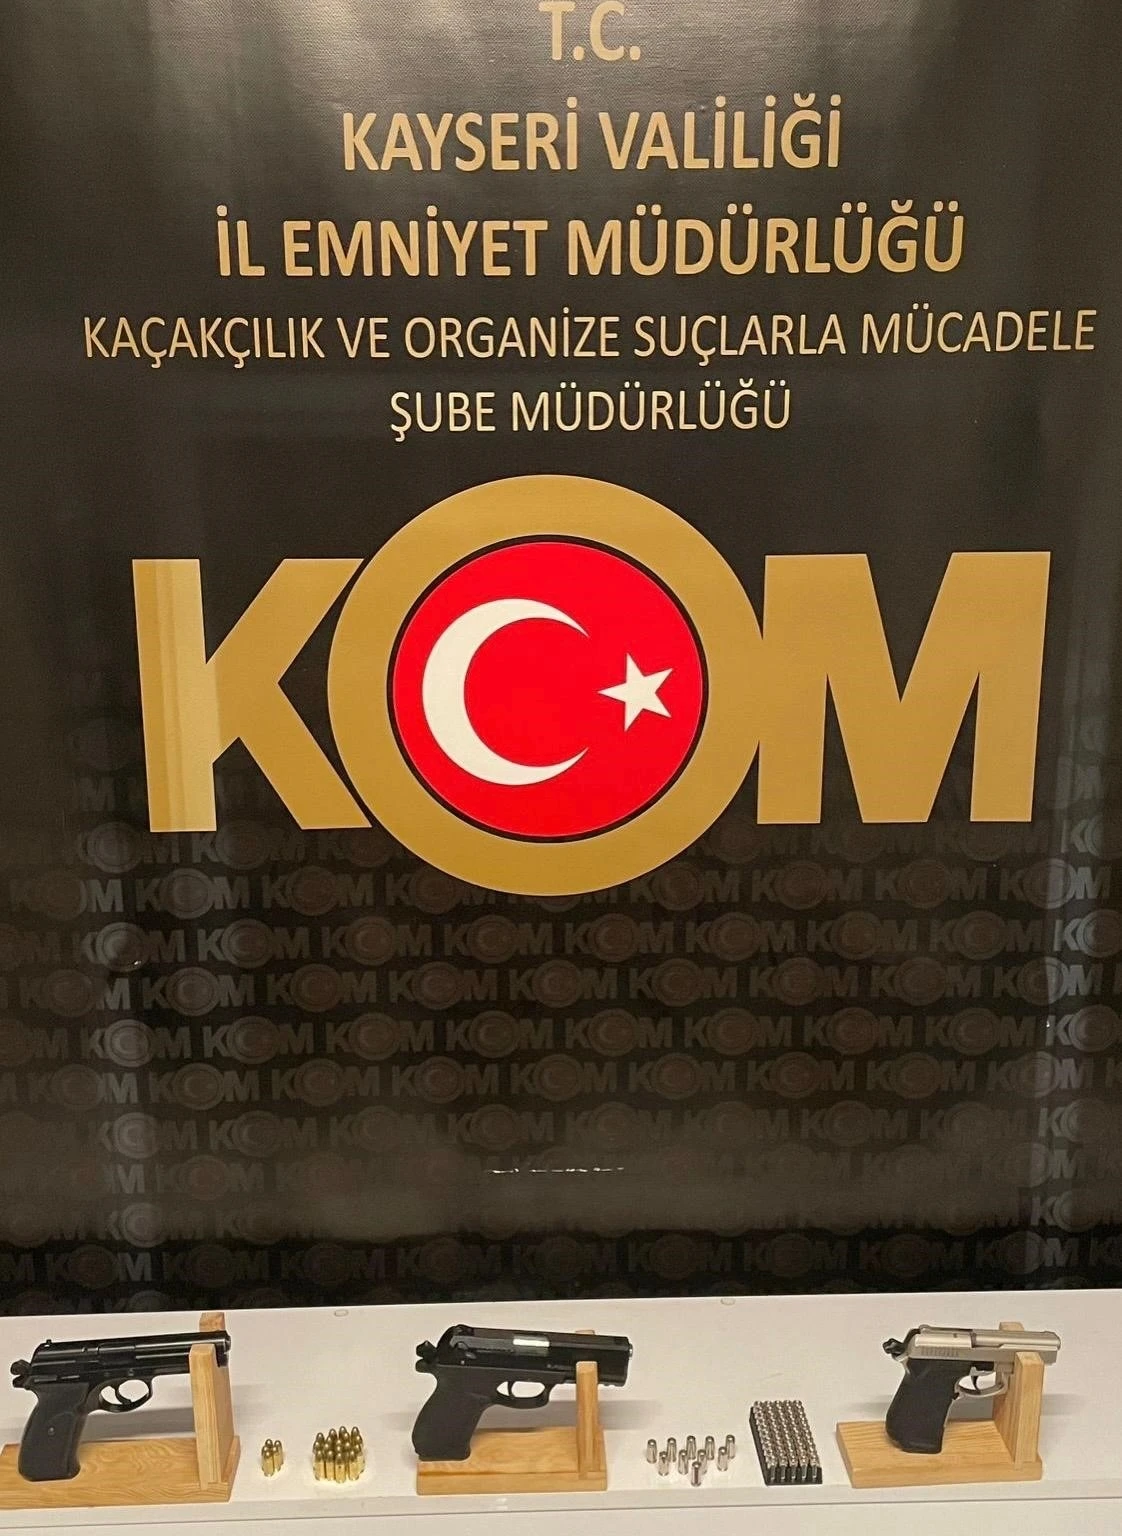 T.C.
KAYSERİ VALİLİĞİ
İL EMNİYET MÜDÜRLÜĞÜ
KAÇAKÇILIK VE ORGANİZE SUÇLARLA MÜCADELE
ŞUBE MÜDÜRLÜĞÜ
KOM